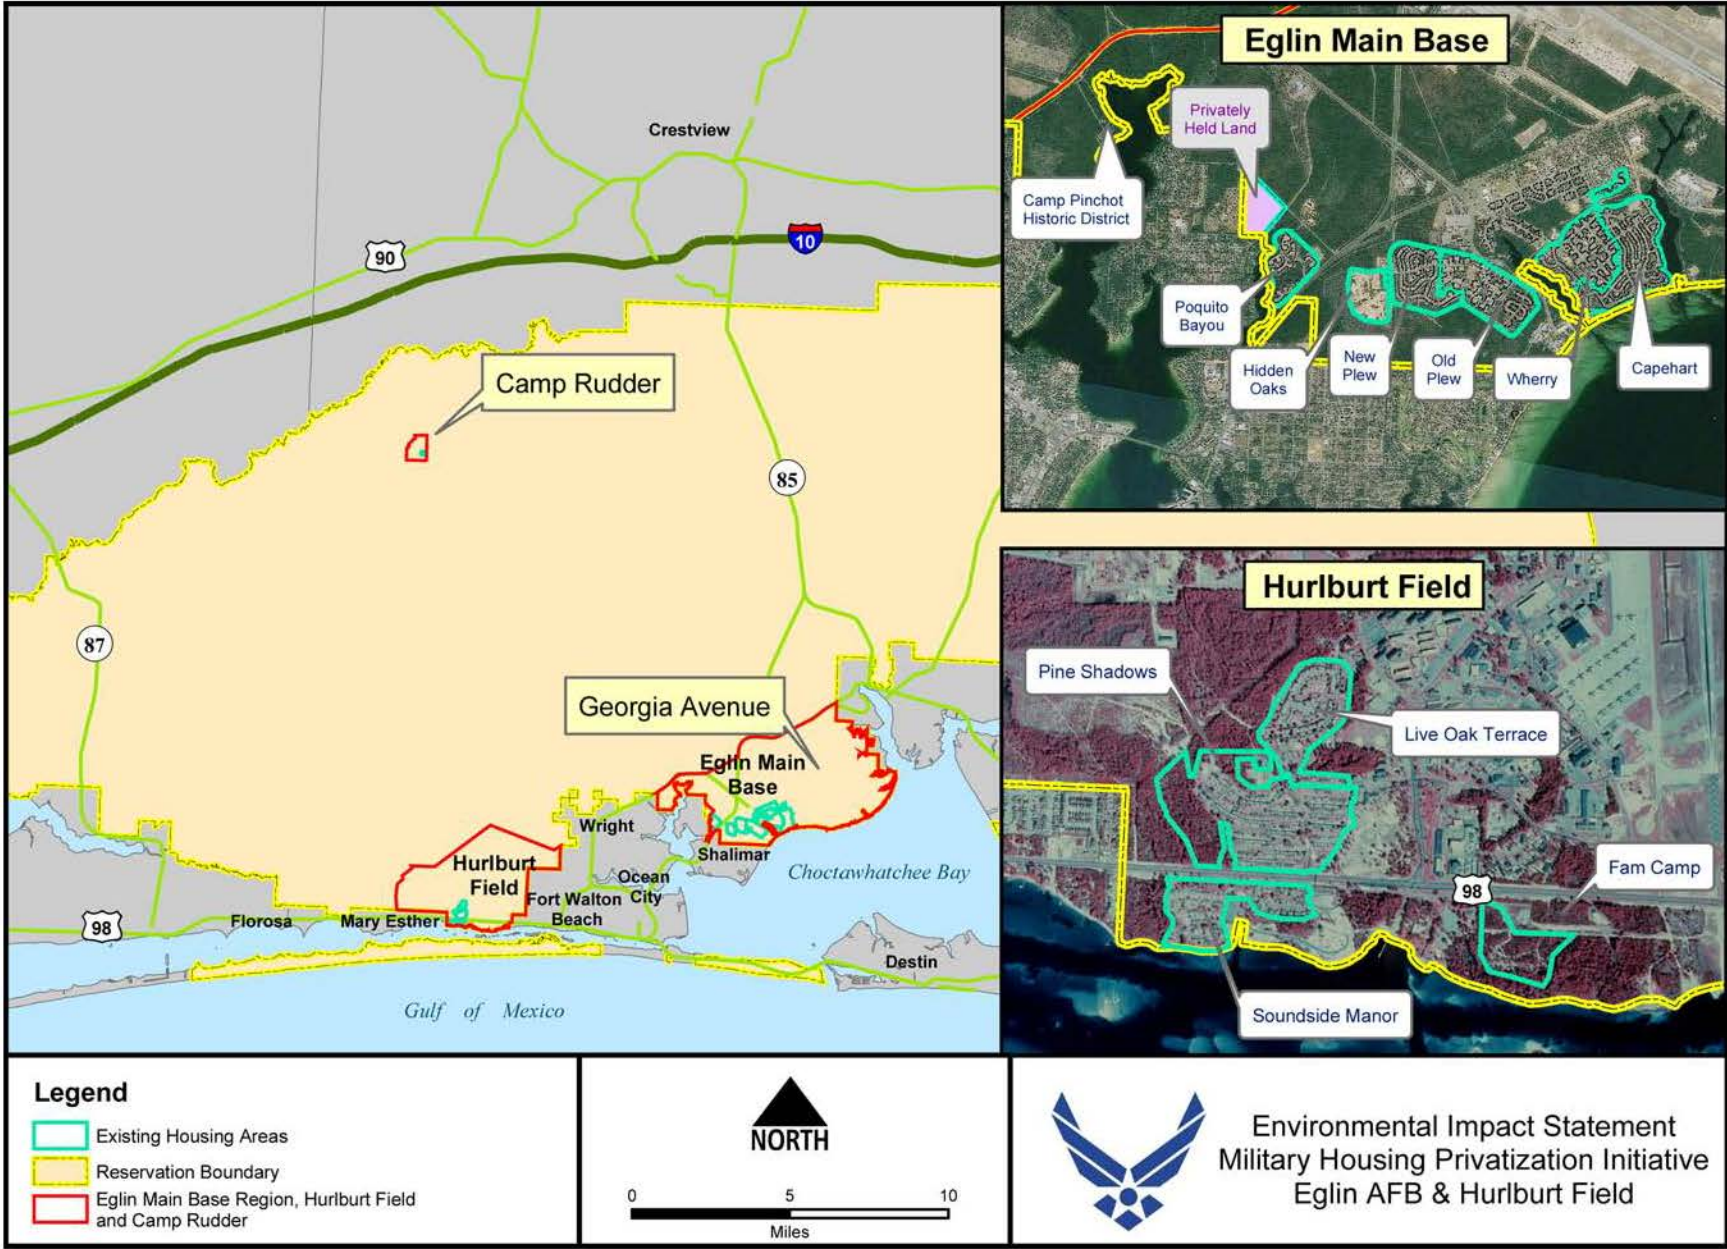 Crestview
90
10
Camp Rudder
85
87
Georgia Avenue
Eglin Main
Base
Wright
Shalimar
Hurlburt
Field
Ocean
City
Choctawhatchee Bay
Fort Walton
Beach
Florosa
Mary Esther
98
Destin
Gulf of Mexico
Eglin Main Base
Privately
Held Land
Camp Pinchot
Historic District
Poquito
Bayou
Hidden
Oaks
New
Plew
Old
Plew
Wherry
Capehart
Hurlburt Field
Pine Shadows
Live Oak Terrace
Fam Camp
98
Soundside Manor
Legend
Existing Housing Areas
Reservation Boundary
Eglin Main Base Region, Hurlburt Field
and Camp Rudder
NORTH
0 5 10
Miles
Environmental Impact Statement
Military Housing Privatization Initiative
Eglin AFB & Hurlburt Field